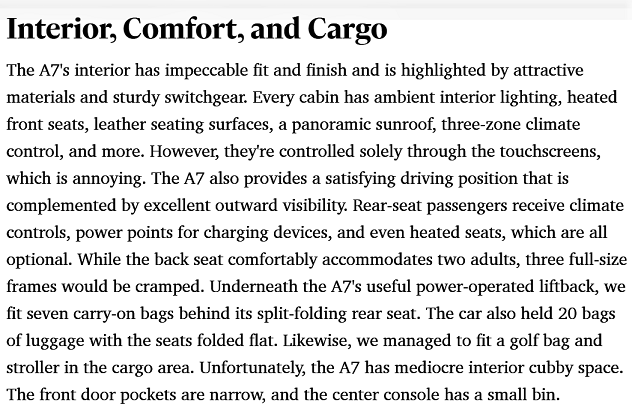 Interior, Comfort, and Cargo
The A7's interior has impeccable fit and finish and is highlighted by attractive
materials and sturdy switchgear. Every cabin has ambient interior lighting, heated
front seats, leather seating surfaces, a panoramic sunroof, three-zone climate
control, and more. However, they're controlled solely through the touchscreens,
which is annoying. The A7 also provides a satisfying driving position that is
complemented by excellent outward visibility. Rear-seat passengers receive climate
controls, power points for charging devices, and even heated seats, which are all
optional. While the back seat comfortably accommodates two adults, three full-size
frames would be cramped. Underneath the A7's useful power-operated liftback, we
fit seven carry-on bags behind its split-folding rear seat. The car also held 20 bags
of luggage with the seats folded flat. Likewise, we managed to fit a golf bag and
stroller in the cargo area. Unfortunately, the A7 has mediocre interior cubby space.
The front door pockets are narrow, and the center console has a small bin.